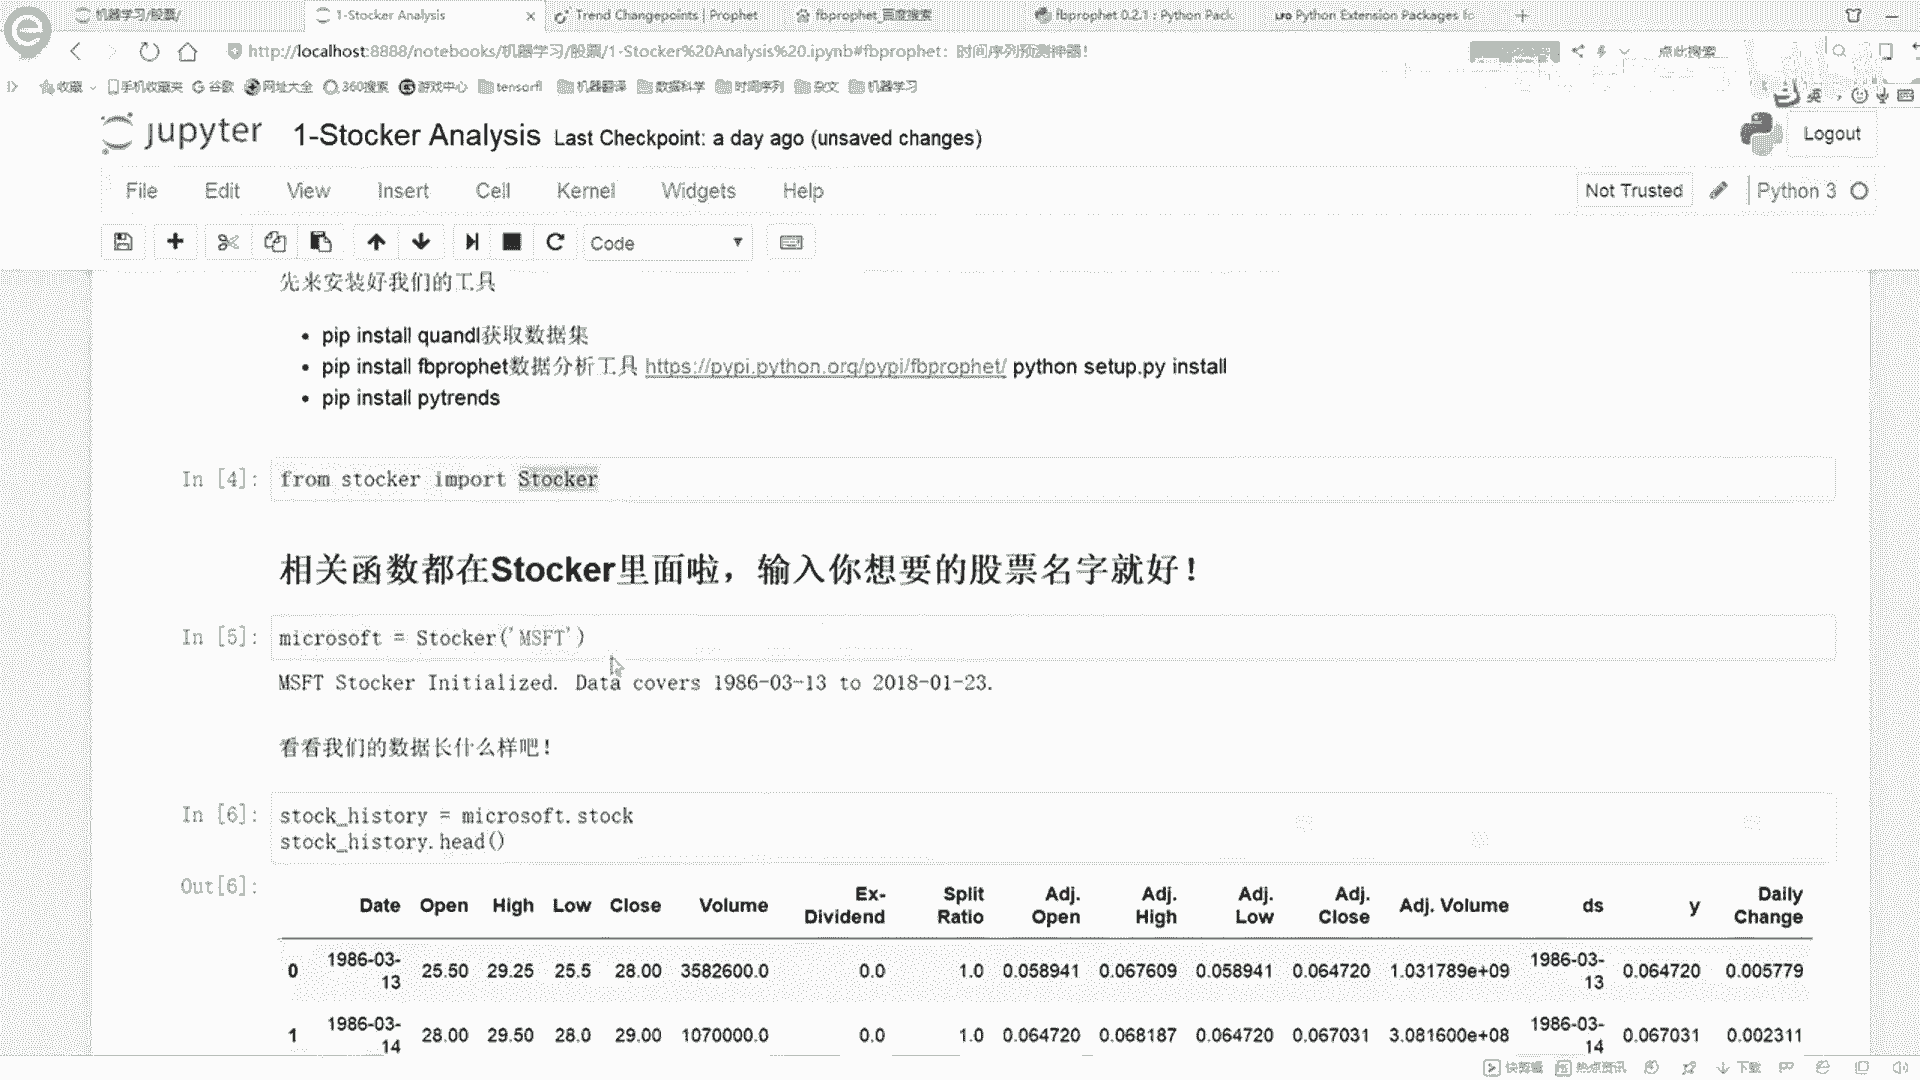 机器学习/股票/
1-Stocker Analysis
Trend Changepoints | Prophet
fbprophet_百度搜索
fbprophet 0.2.1 : Python Pack
Python Extension Packages fo
http://localhost:8888/notebooks/机器学习/股票/1-Stocker%20Analysis%20.ipynb#fbprophet：时间序列预测神器！
点此搜索
收藏 手机收藏夹 谷歌 网址大全 360搜索 游戏中心 tensorfl 机器翻译 数据科学 时间序列 杂文 机器学习
英
jupyter 1-Stocker Analysis Last Checkpoint: a day ago (unsaved changes)
Logout
File Edit View Insert Cell Kernel Widgets Help
Not Trusted
Python 3
Code
先来安装好我们的工具
• pip install quandl获取数据集
• pip install fbprophet数据分析工具 https://pypi.python.org/pypi/fbprophet/ python setup.py install
• pip install pytrends
In [4]: from stocker import Stocker
相关函数都在Stocker里面啦，输入你想要的股票名字就好！
In [5]: microsoft = Stocker('MSFT')
MSFT Stocker Initialized. Data covers 1986-03-13 to 2018-01-23.
看看我们的数据长什么样吧！
In [6]: stock_history = microsoft.stock
stock_history.head()
Out[6]:
Date Open High Low Close Volume Ex-Dividend Split Ratio Adj. Open Adj. High Adj. Low Adj. Close Adj. Volume ds y Daily Change
0 1986-03-13 25.50 29.25 25.5 28.00 3582600.0 0.0 1.0 0.058941 0.067609 0.058941 0.064720 1.031789e+09 1986-03-13 0.064720 0.005779
1 1986-03-14 28.00 29.50 28.0 29.00 1070000.0 0.0 1.0 0.064720 0.068187 0.064720 0.067031 3.081600e+08 1986-03-14 0.067031 0.002311
快剪辑 热点资讯 下载